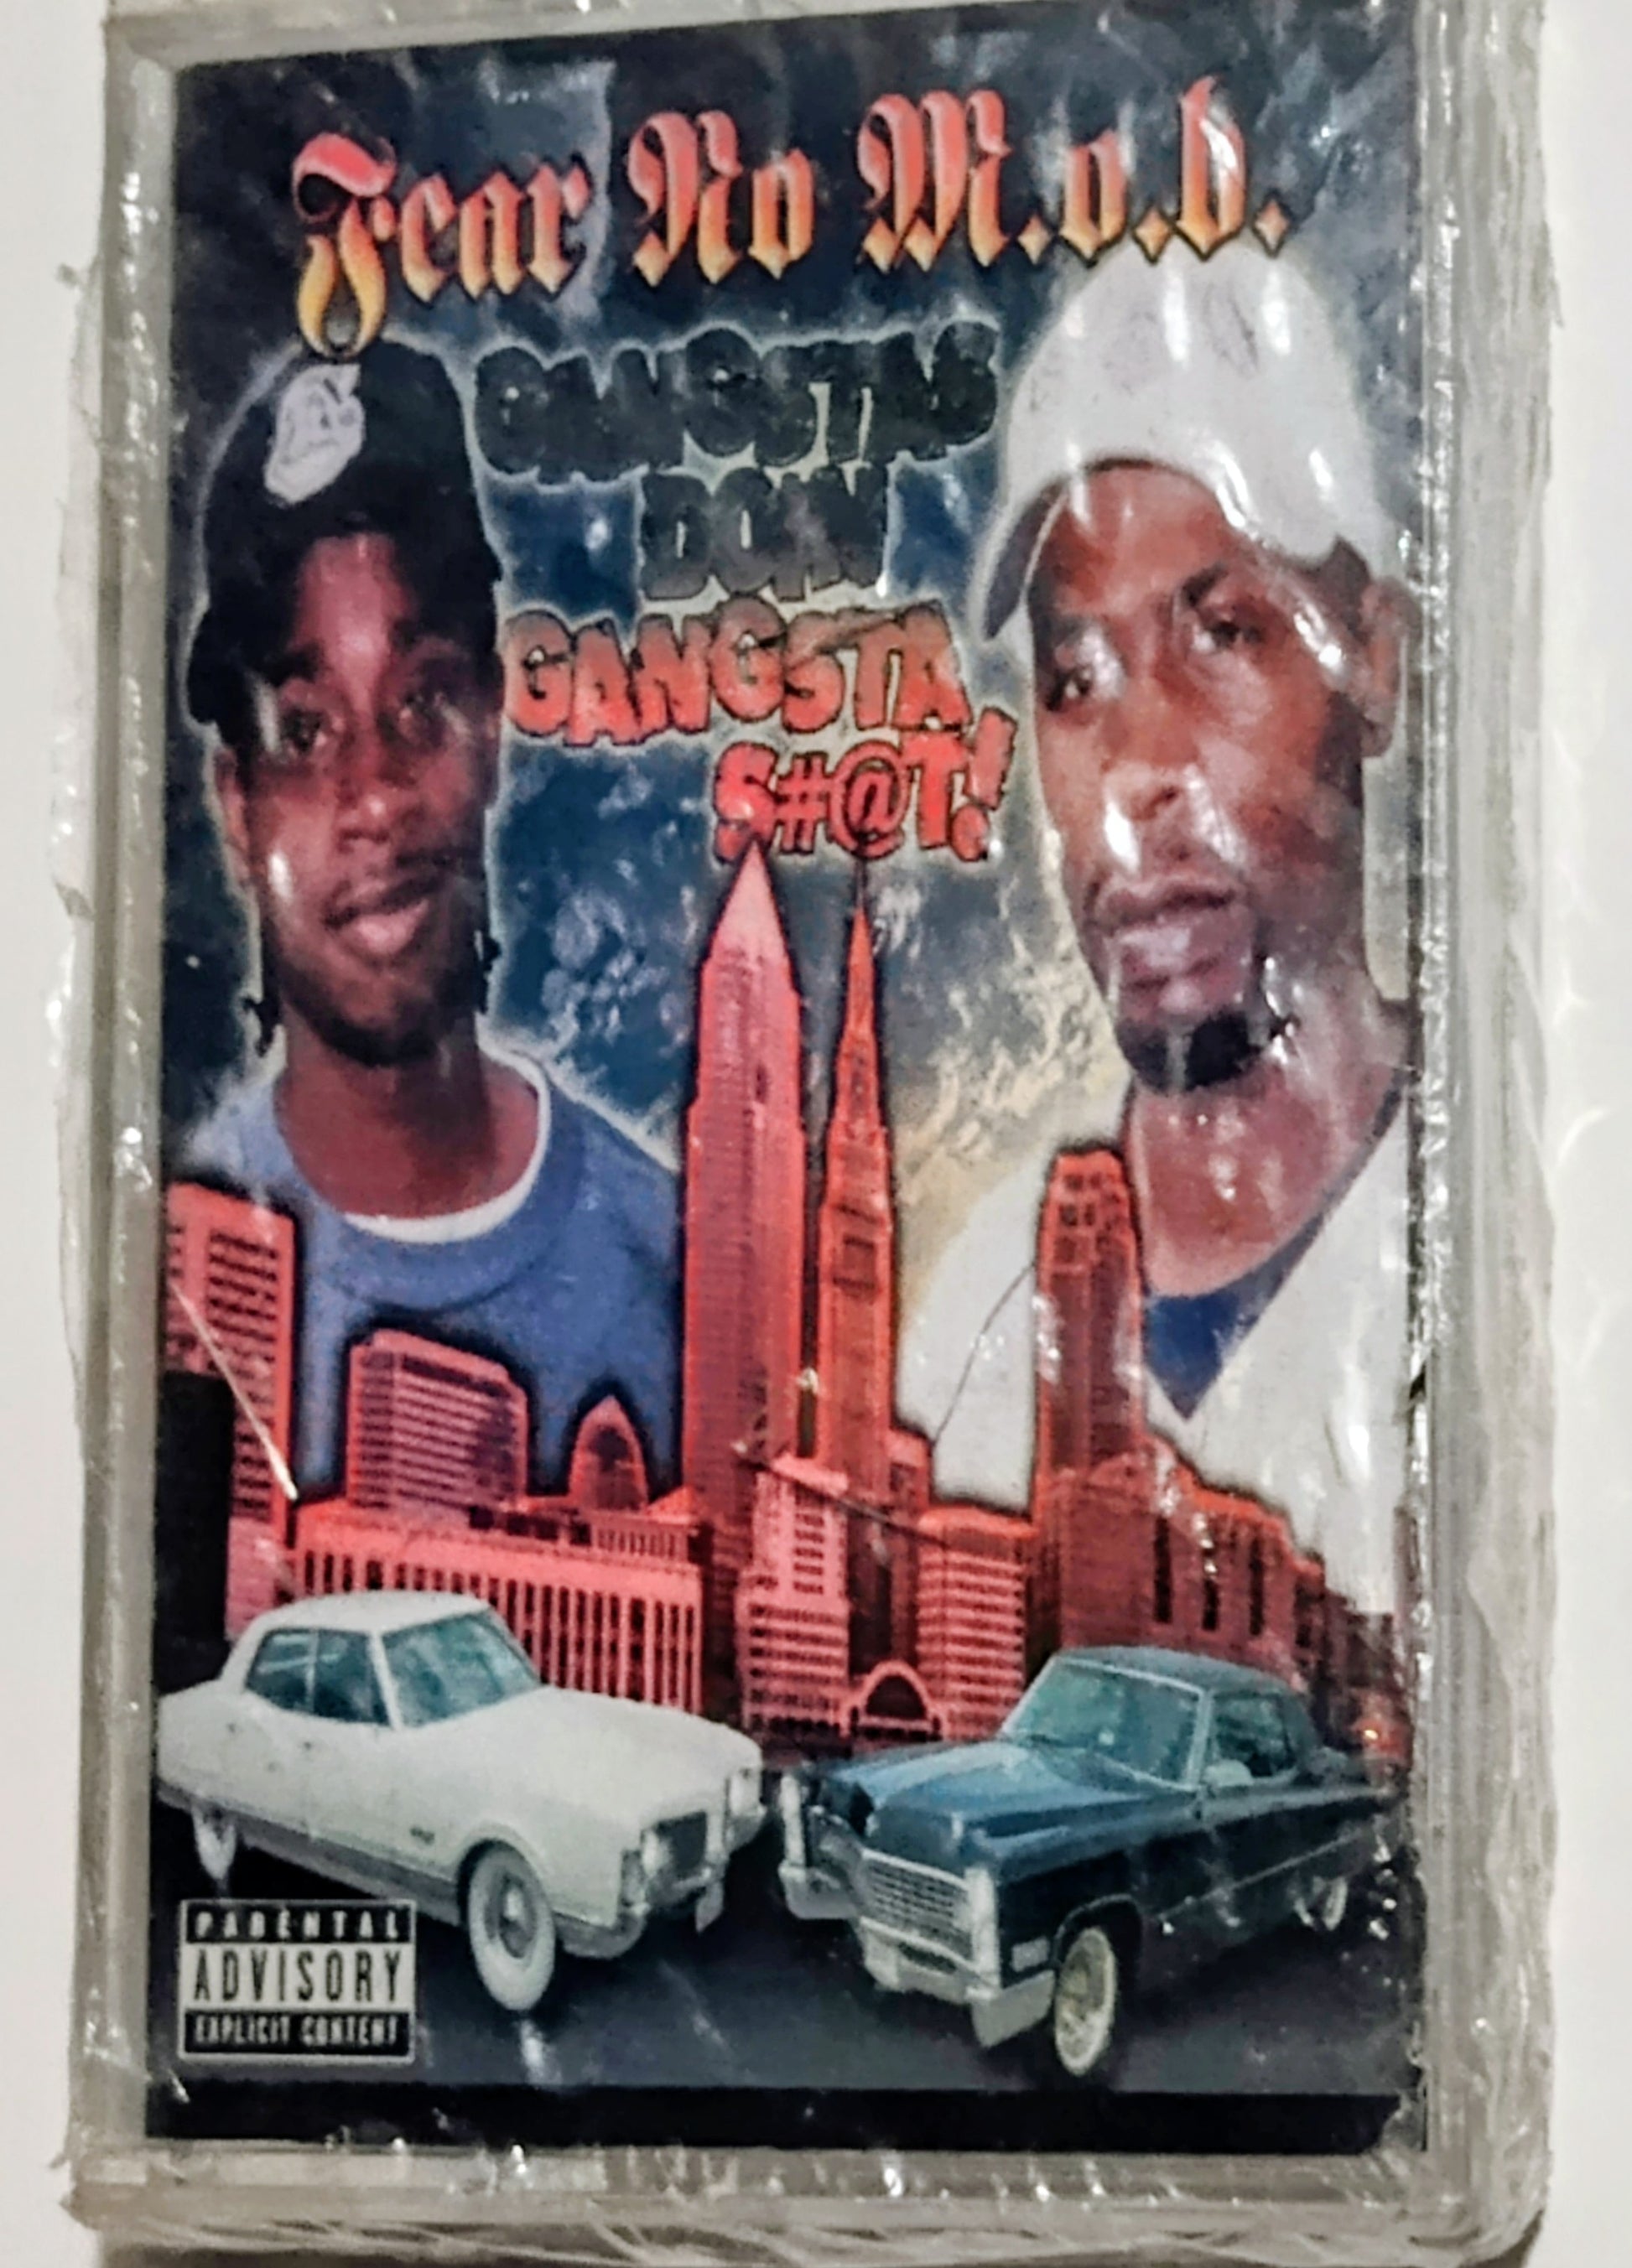 Fear No M.o.b.
GANGSTAS
DOIN
GANGSTA
S#@T!
PARENTAL
ADVISORY
EXPLICIT CONTENT